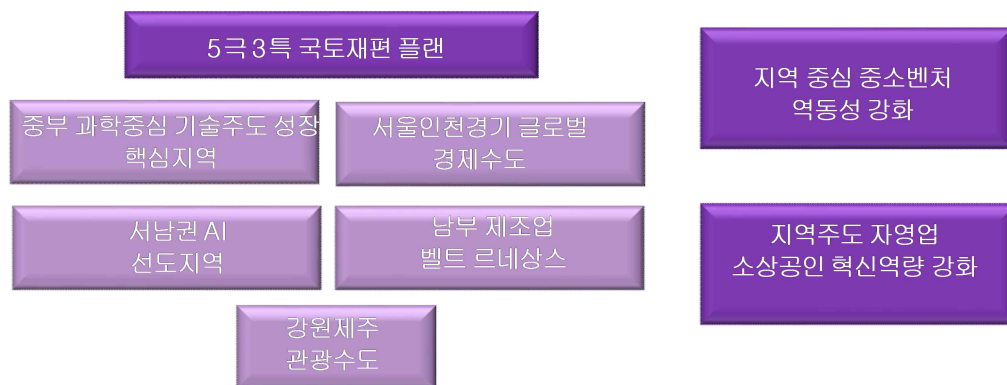 5극 3특 국토재편 플랜
중부 과학중심 기술주도 성장
핵심지역
서울인천경기 글로벌
경제수도
서남권 AI
선도지역
남부 제조업
벨트 르네상스
강원제주
관광수도
지역 중심 중소벤처
역동성 강화
지역주도 자영업
소상공인 혁신역량 강화